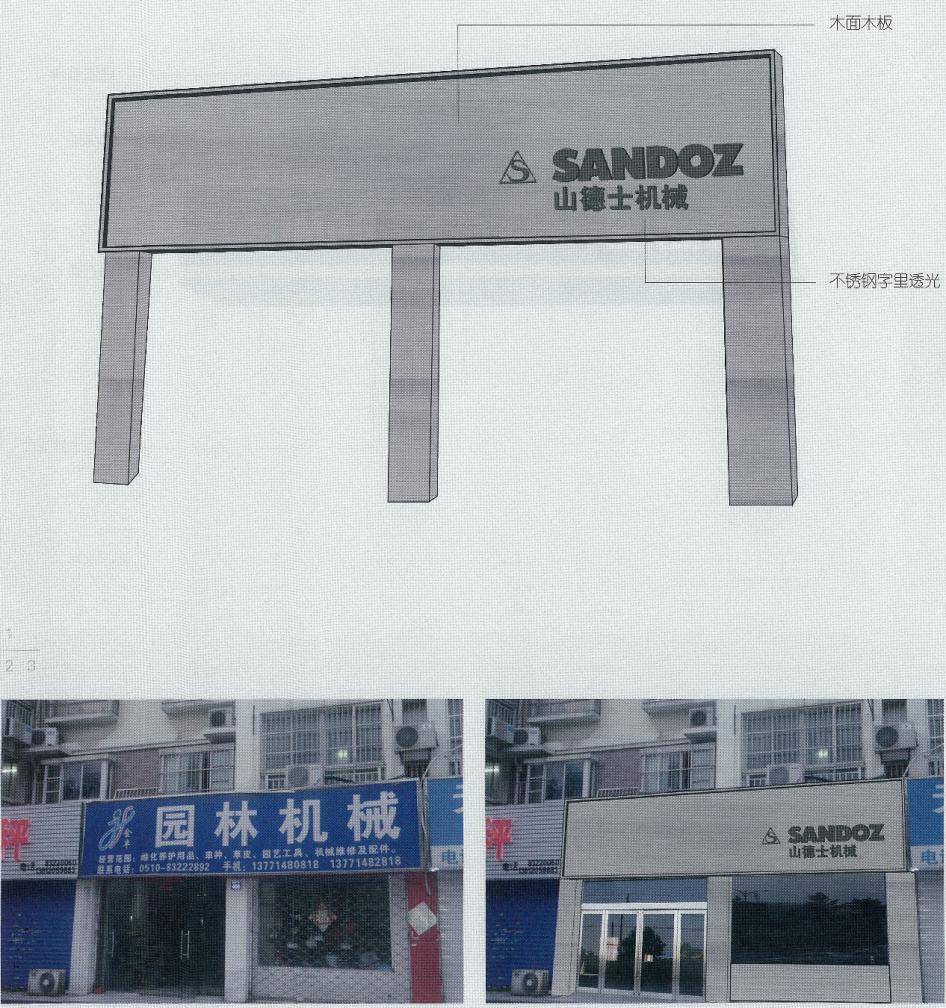 木面木板
SANDOZ
山德士机械
不锈钢字里透光
1
2 3
园林机械
金丰
经营范围：绿化养护用品、草种、草皮、园艺工具、机械维修及配件。
联系电话：0510-83222892 手机：13771480818 13771482818
SANDOZ
山德士机械